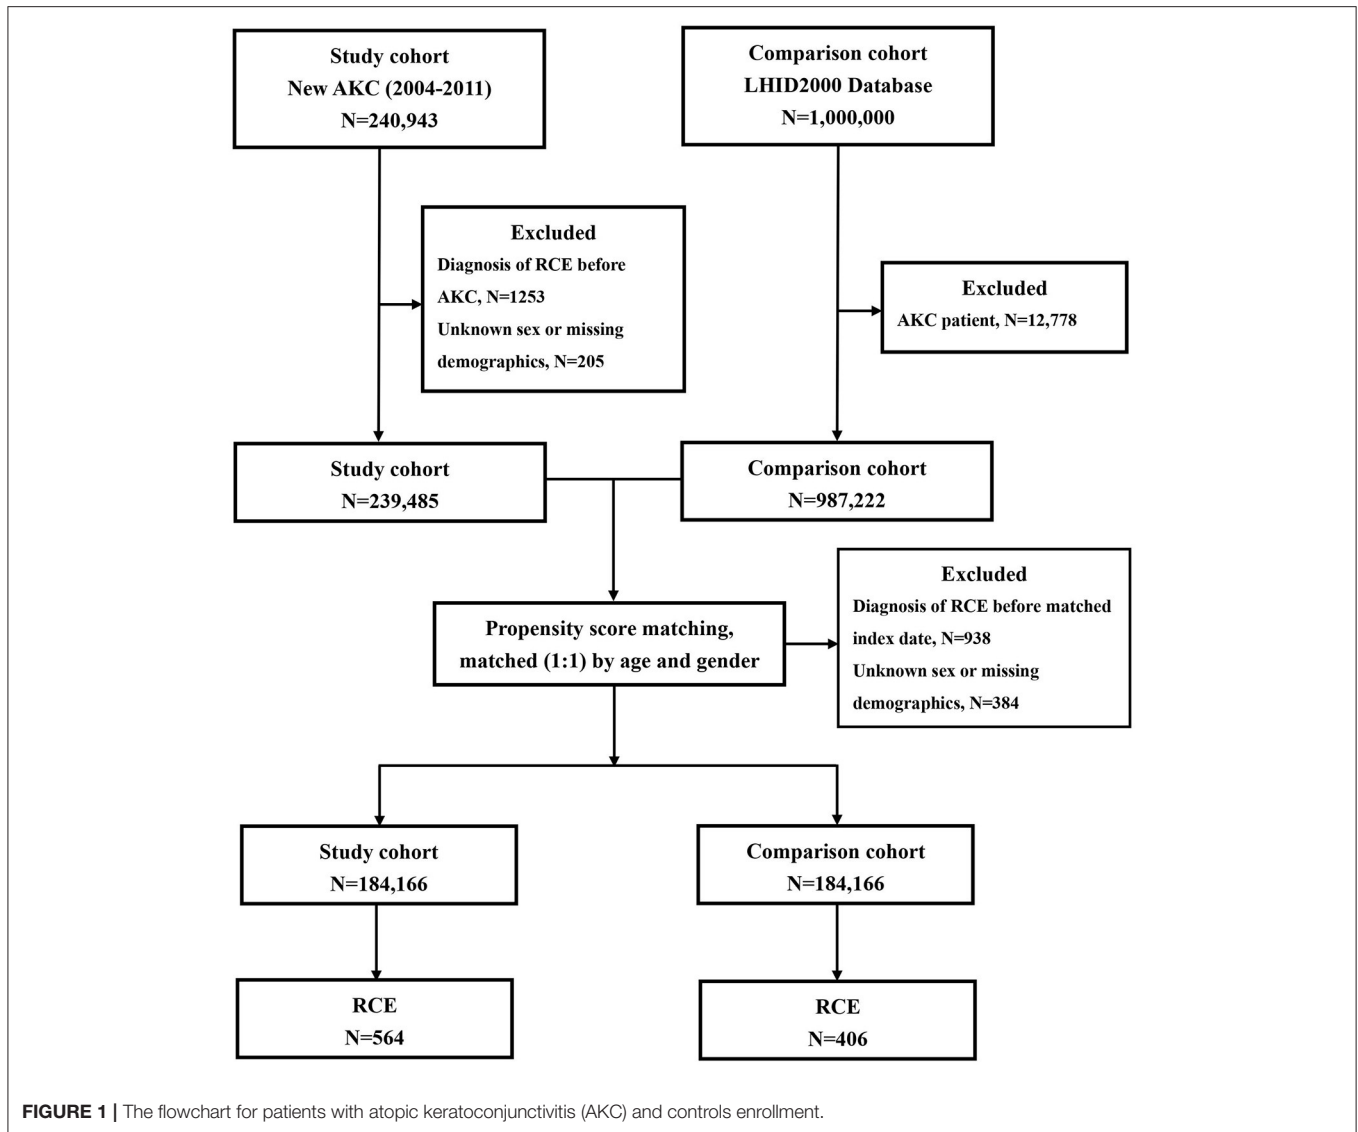 Study cohort
New AKC (2004-2011)
N=240,943
Comparison cohort
LHID2000 Database
N=1,000,000
Excluded
Diagnosis of RCE before
AKC, N=1253
Unknown sex or missing
demographics, N=205
Excluded
AKC patient, N=12,778
Study cohort
N=239,485
Comparison cohort
N=987,222
Excluded
Diagnosis of RCE before matched
index date, N=938
Unknown sex or missing
demographics, N=384
Propensity score matching,
matched (1:1) by age and gender
Study cohort
N=184,166
Comparison cohort
N=184,166
RCE
N=564
RCE
N=406
FIGURE 1 | The flowchart for patients with atopic keratoconjunctivitis (AKC) and controls enrollment.